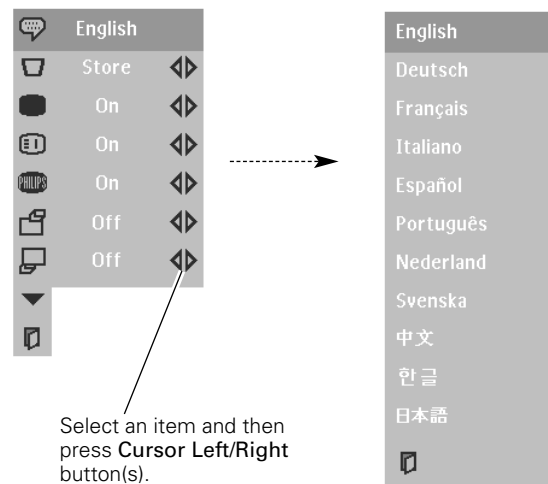 English
Store
On
On
PHILIPS
On
Off
Off
Select an item and then
press Cursor Left/Right
button(s).
English
Deutsch
Français
Italiano
Español
Português
Nederland
Svenska
中文
한글
日本語